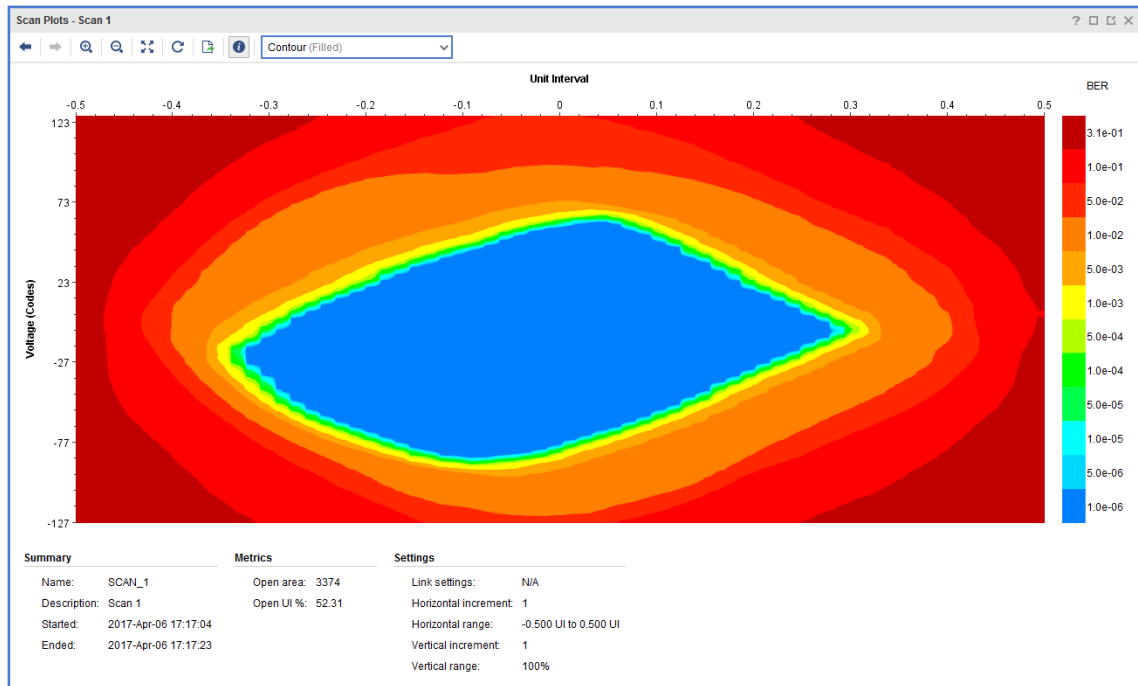 Scan Plots - Scan 1
?
Contour (Filled)
Unit Interval
BER
-0.5 -0.4 -0.3 -0.2 -0.1 0 0.1 0.2 0.3 0.4 0.5
Voltage (Codes)
123
73
23
-27
-77
-127
3.1e-01
1.0e-01
5.0e-02
1.0e-02
5.0e-03
1.0e-03
5.0e-04
1.0e-04
5.0e-05
1.0e-05
5.0e-06
1.0e-06
Summary Metrics Settings
Name: SCAN_1 Open area: 3374 Link settings: N/A
Description: Scan 1 Open UI %: 52.31 Horizontal increment: 1
Started: 2017-Apr-06 17:17:04 Horizontal range: -0.500 UI to 0.500 UI
Ended: 2017-Apr-06 17:17:23 Vertical increment: 1
Vertical range: 100%